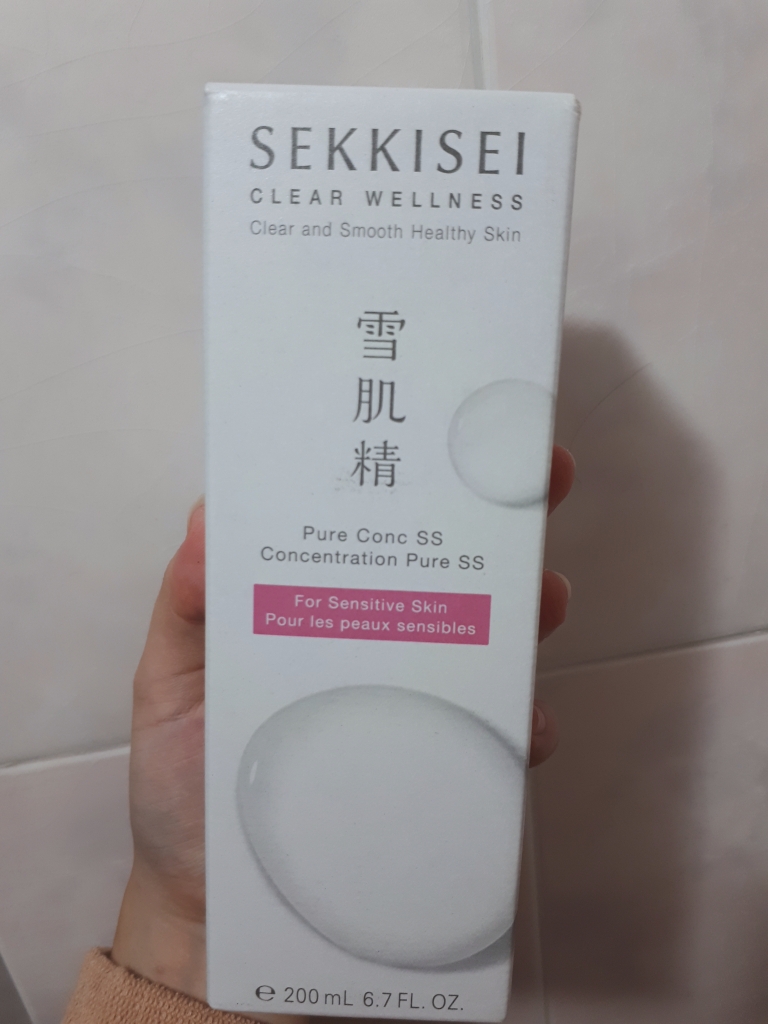 SEKKISEI
CLEAR WELLNESS
Clear and Smooth Healthy Skin
雪
肌
精
Pure Conc SS
Concentration Pure SS
For Sensitive Skin
Pour les peaux sensibles
℮ 200 mL 6.7 FL. OZ.